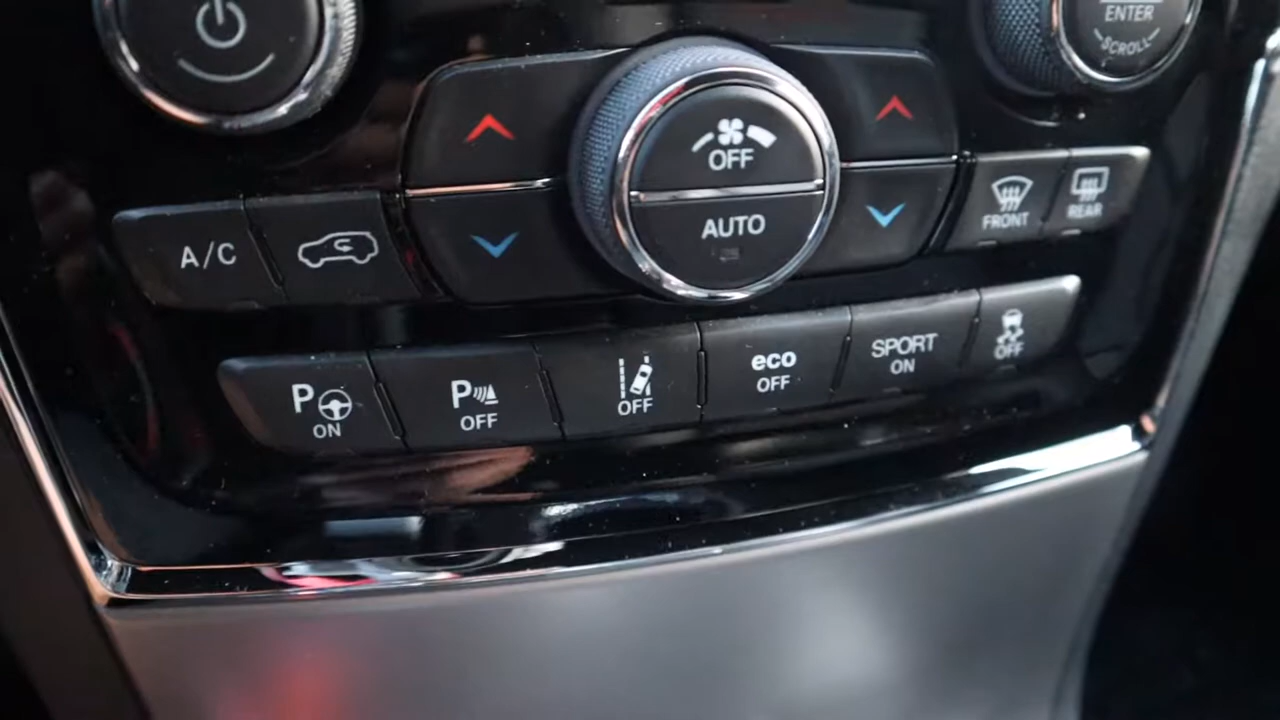 ENTER
SCROLL
OFF
AUTO
A/C
FRONT
REAR
P
ON
P
OFF
OFF
eco
OFF
SPORT
ON
OFF